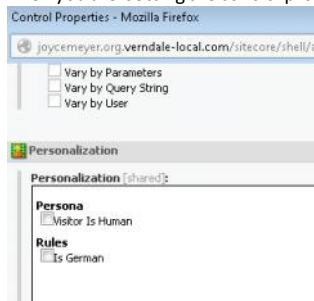 Control Properties - Mozilla Firefox
joycemeyer.org.verndale-local.com/sitecore/shell/
Vary by Parameters
Vary by Query String
Vary by User
Personalization
Personalization [shared]:
Persona
Visitor Is Human
Rules
Is German